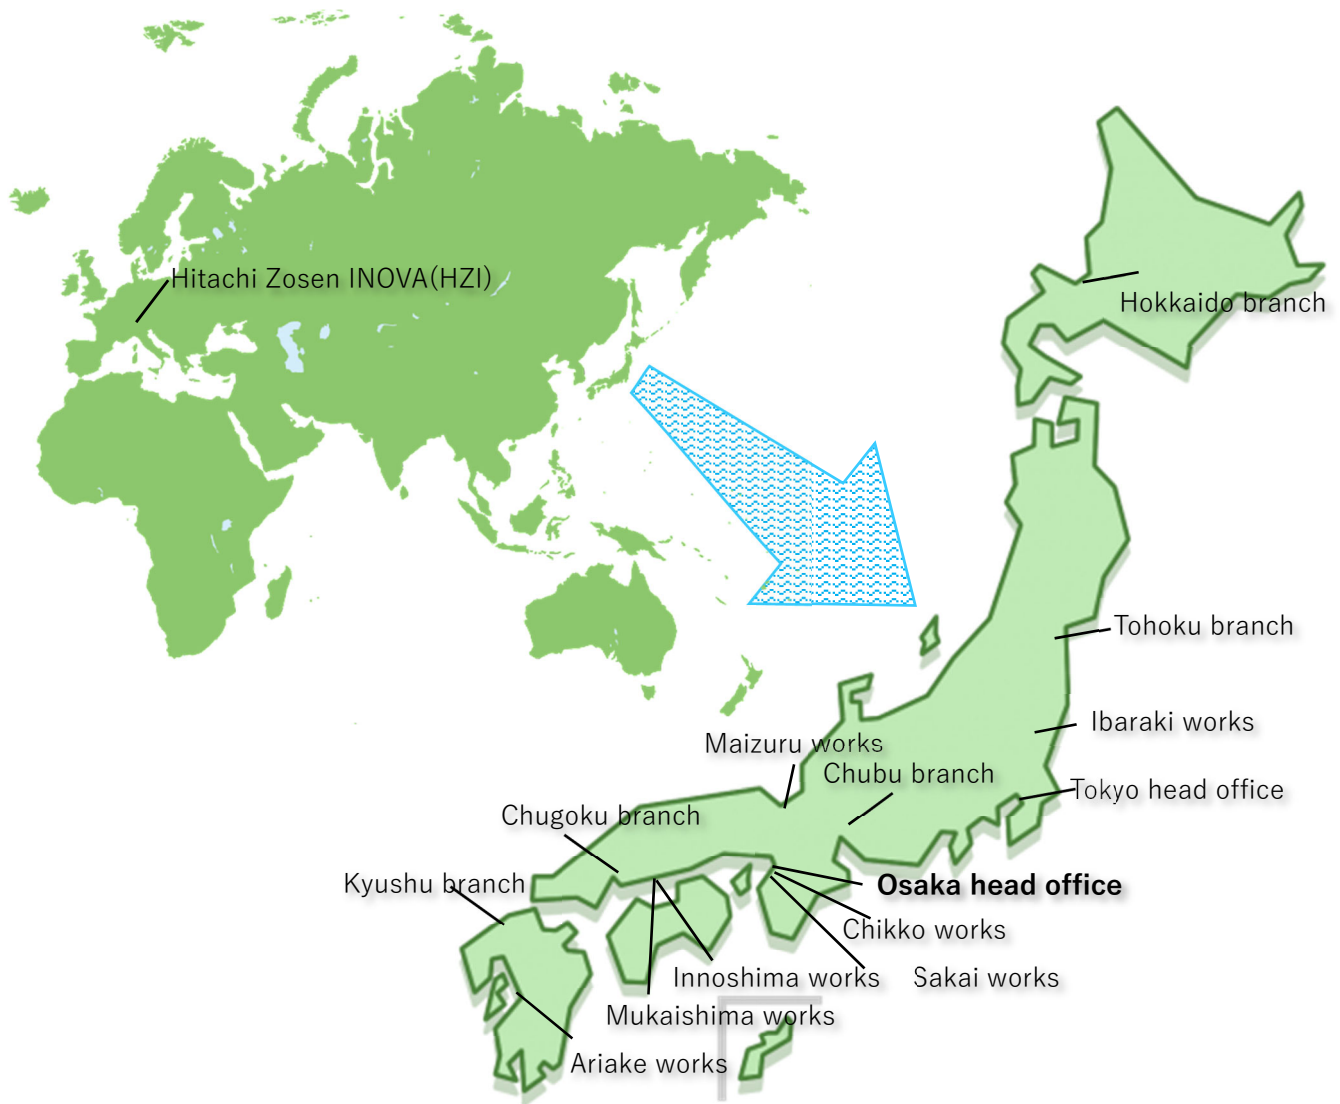 Hitachi Zosen INOVA(HZI)
Hokkaido branch
Tohoku branch
Ibaraki works
Maizuru works
Chubu branch
Tokyo head office
Chugoku branch
Kyushu branch
Osaka head office
Chikko works
Innoshima works
Sakai works
Mukaishima works
Ariake works